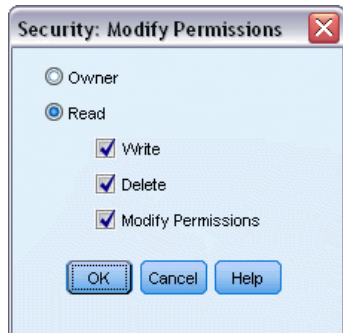 Security: Modify Permissions
Owner
Read
Write
Delete
Modify Permissions
OK Cancel Help